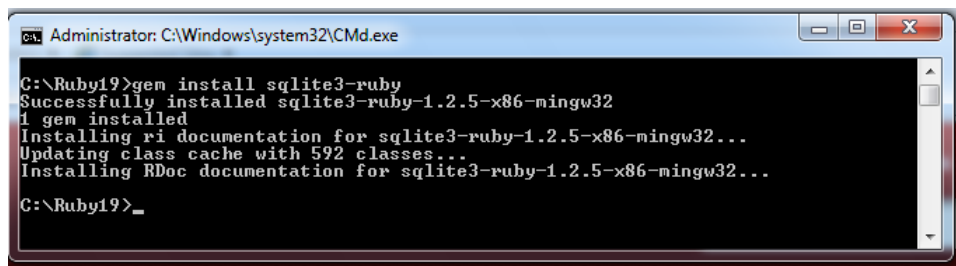 Administrator: C:\Windows\system32\CMd.exe
C:\Ruby19>gem install sqlite3-ruby
Successfully installed sqlite3-ruby-1.2.5-x86-mingw32
1 gem installed
Installing ri documentation for sqlite3-ruby-1.2.5-x86-mingw32...
Updating class cache with 592 classes...
Installing RDoc documentation for sqlite3-ruby-1.2.5-x86-mingw32...
C:\Ruby19>_